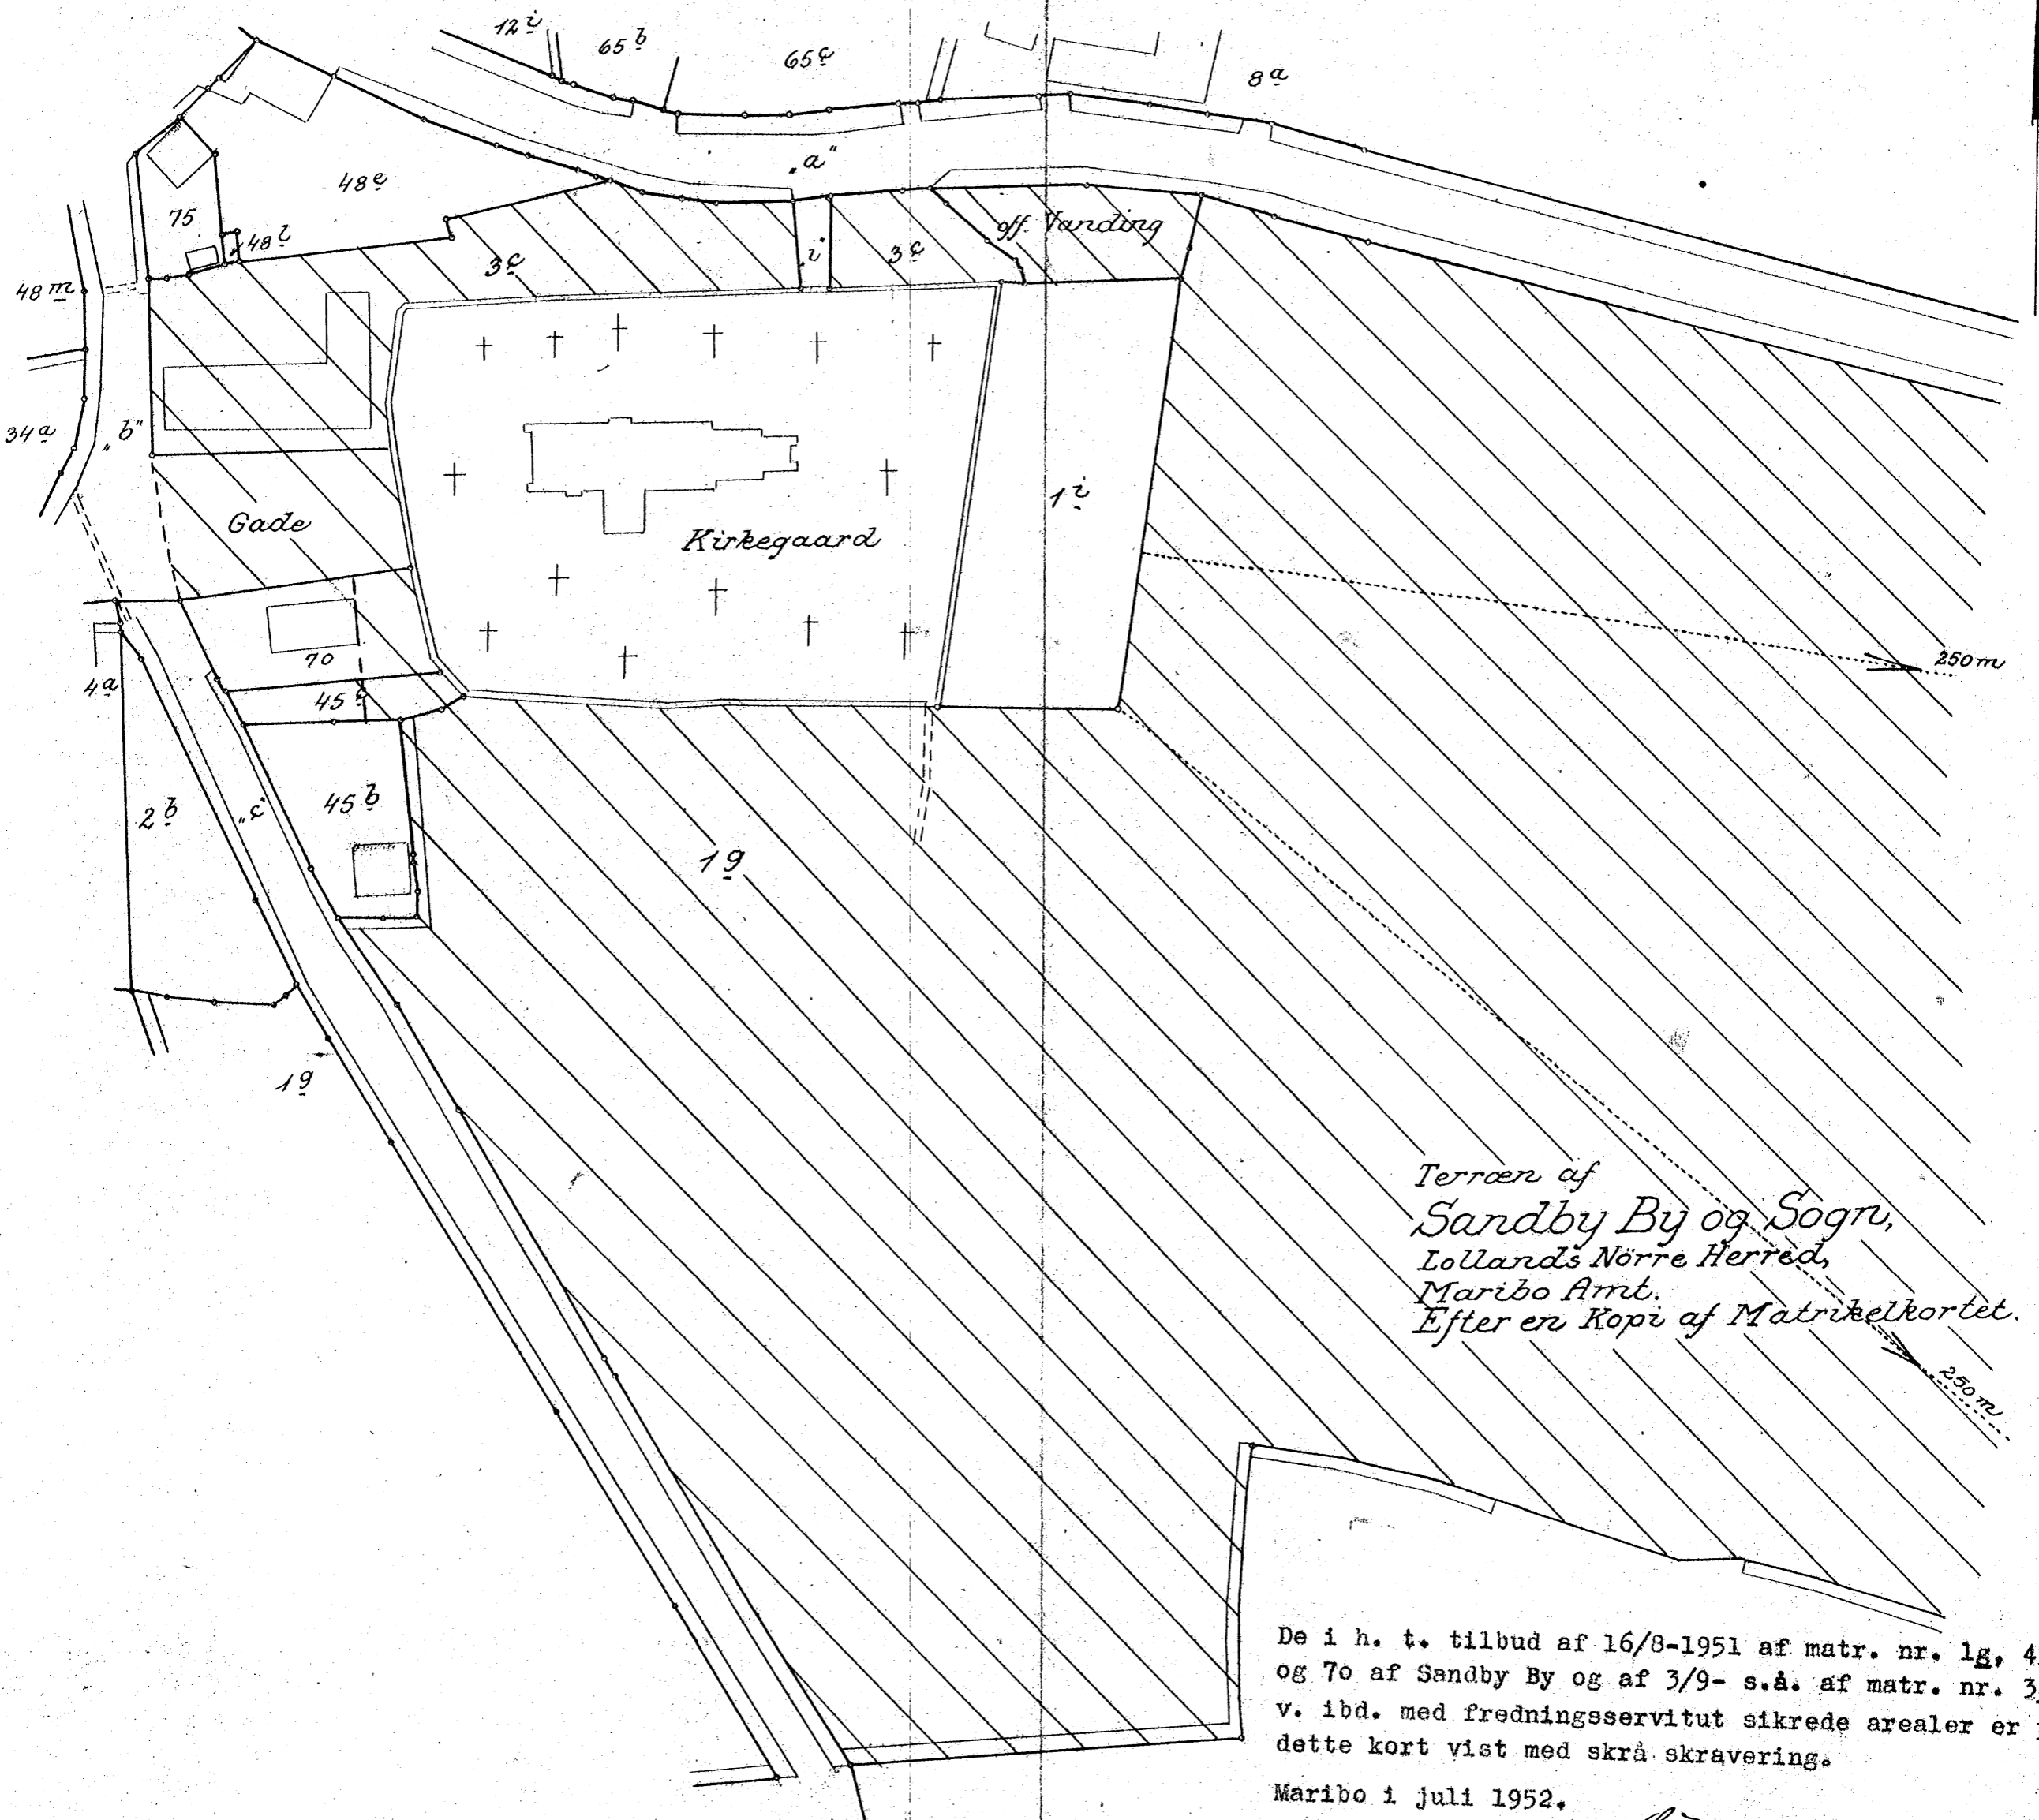 12i
65b
65c
8a
„a"
48e
75
48l
3c
„i"
3c
off. Vanding
48m
34a
„b"
Gade
Kirkegaard
1i
250 m
70
45c
4a
2b
„c"
45b
1g
1g
Terræn af
Sandby By og Sogn,
Lollands Nörre Herred,
Maribo Amt.
Efter en Kopi af Matrikelkortet.
250 m
De i h. t. tilbud af 16/8-1951 af matr. nr. 1g, 4
og 7o af Sandby By og af 3/9- s.å. af matr. nr. 3
v. ibd. med fredningsservitut sikrede arealer er
dette kort vist med skrå skravering.
Maribo i juli 1952.